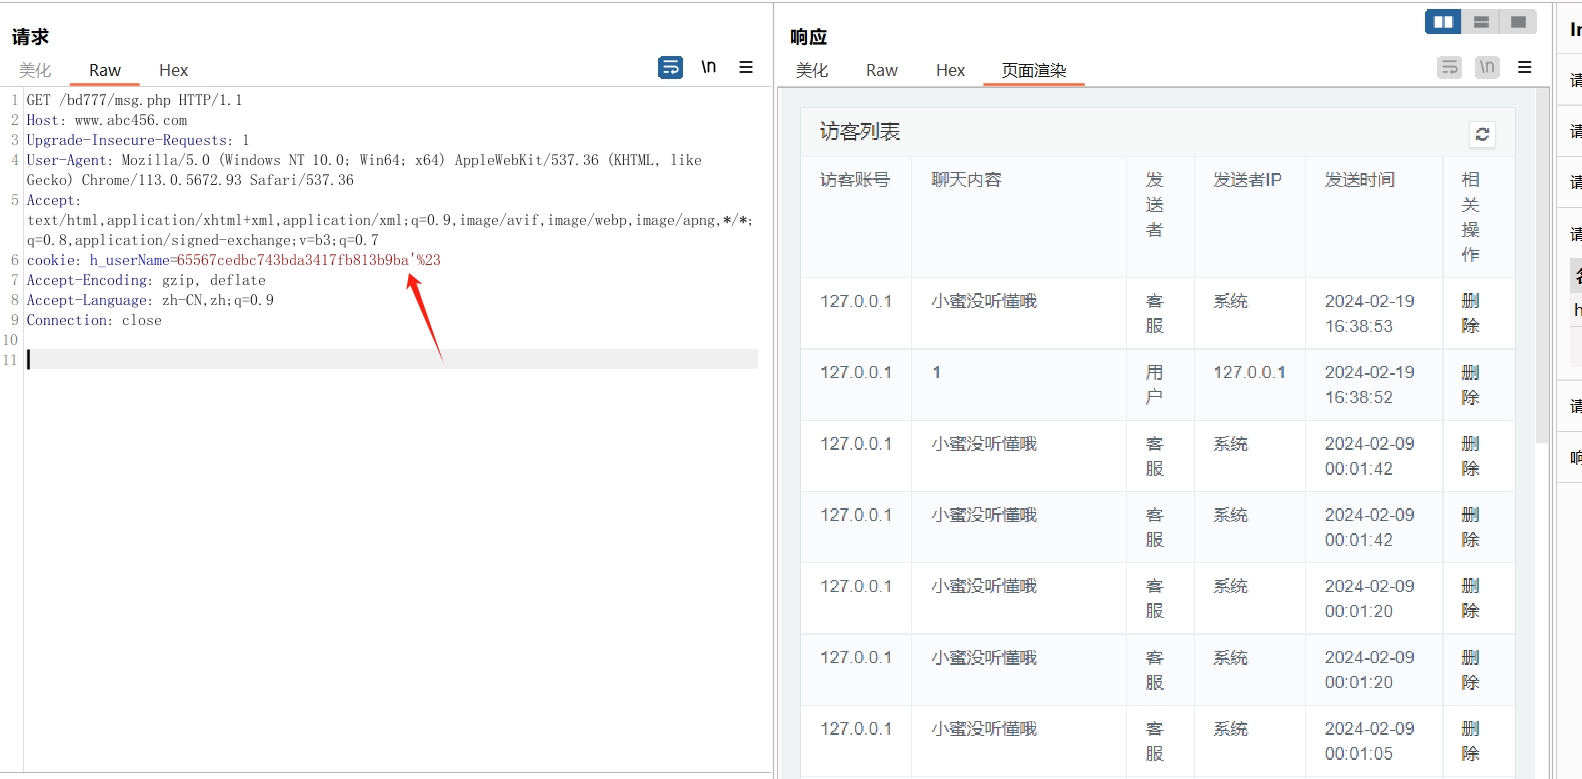 请求
美化 Raw Hex
\n
1 GET /bd777/msg.php HTTP/1.1
2 Host: www.abc456.com
3 Upgrade-Insecure-Requests: 1
4 User-Agent: Mozilla/5.0 (Windows NT 10.0; Win64; x64) AppleWebKit/537.36 (KHTML, like
Gecko) Chrome/113.0.5672.93 Safari/537.36
5 Accept:
text/html,application/xhtml+xml,application/xml;q=0.9,image/avif,image/webp,image/apng,*/*;
q=0.8,application/signed-exchange;v=b3;q=0.7
6 cookie: h_userName=65567cedbc743bda3417fb813b9ba'%23
7 Accept-Encoding: gzip, deflate
8 Accept-Language: zh-CN,zh;q=0.9
9 Connection: close
10
11
响应
美化 Raw Hex 页面渲染
\n
访客列表
访客账号 聊天内容 发送者 发送者IP 发送时间 相关操作
127.0.0.1 小蜜没听懂哦 客服 系统 2024-02-19 16:38:53 删除
127.0.0.1 1 用户 127.0.0.1 2024-02-19 16:38:52 删除
127.0.0.1 小蜜没听懂哦 客服 系统 2024-02-09 00:01:42 删除
127.0.0.1 小蜜没听懂哦 客服 系统 2024-02-09 00:01:42 删除
127.0.0.1 小蜜没听懂哦 客服 系统 2024-02-09 00:01:20 删除
127.0.0.1 小蜜没听懂哦 客服 系统 2024-02-09 00:01:20 删除
127.0.0.1 小蜜没听懂哦 客服 系统 2024-02-09 00:01:05 删除